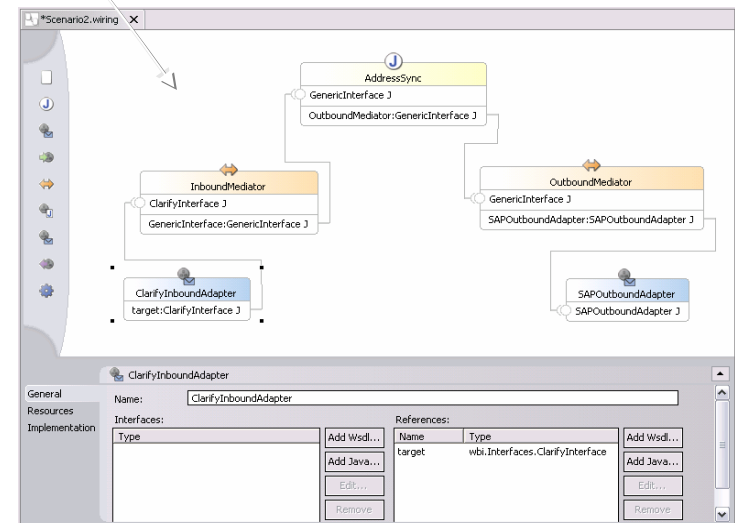 *Scenario2.wiring X
J
AddressSync
GenericInterface J
OutboundMediator:GenericInterface J
J
InboundMediator
ClarifyInterface J
GenericInterface:GenericInterface J
OutboundMediator
GenericInterface J
SAPOutboundAdapter:SAPOutboundAdapter J
ClarifyInboundAdapter
target:ClarifyInterface J
SAPOutboundAdapter
SAPOutboundAdapter J
ClarifyInboundAdapter
General
Resources
Implementation
Name: ClarifyInboundAdapter
Interfaces: References:
Type Add Wsdl... Name Type Add Wsdl...
target wbi.Interfaces.ClarifyInterface
Add Java... Add Java...
Edit... Edit...
Remove Remove